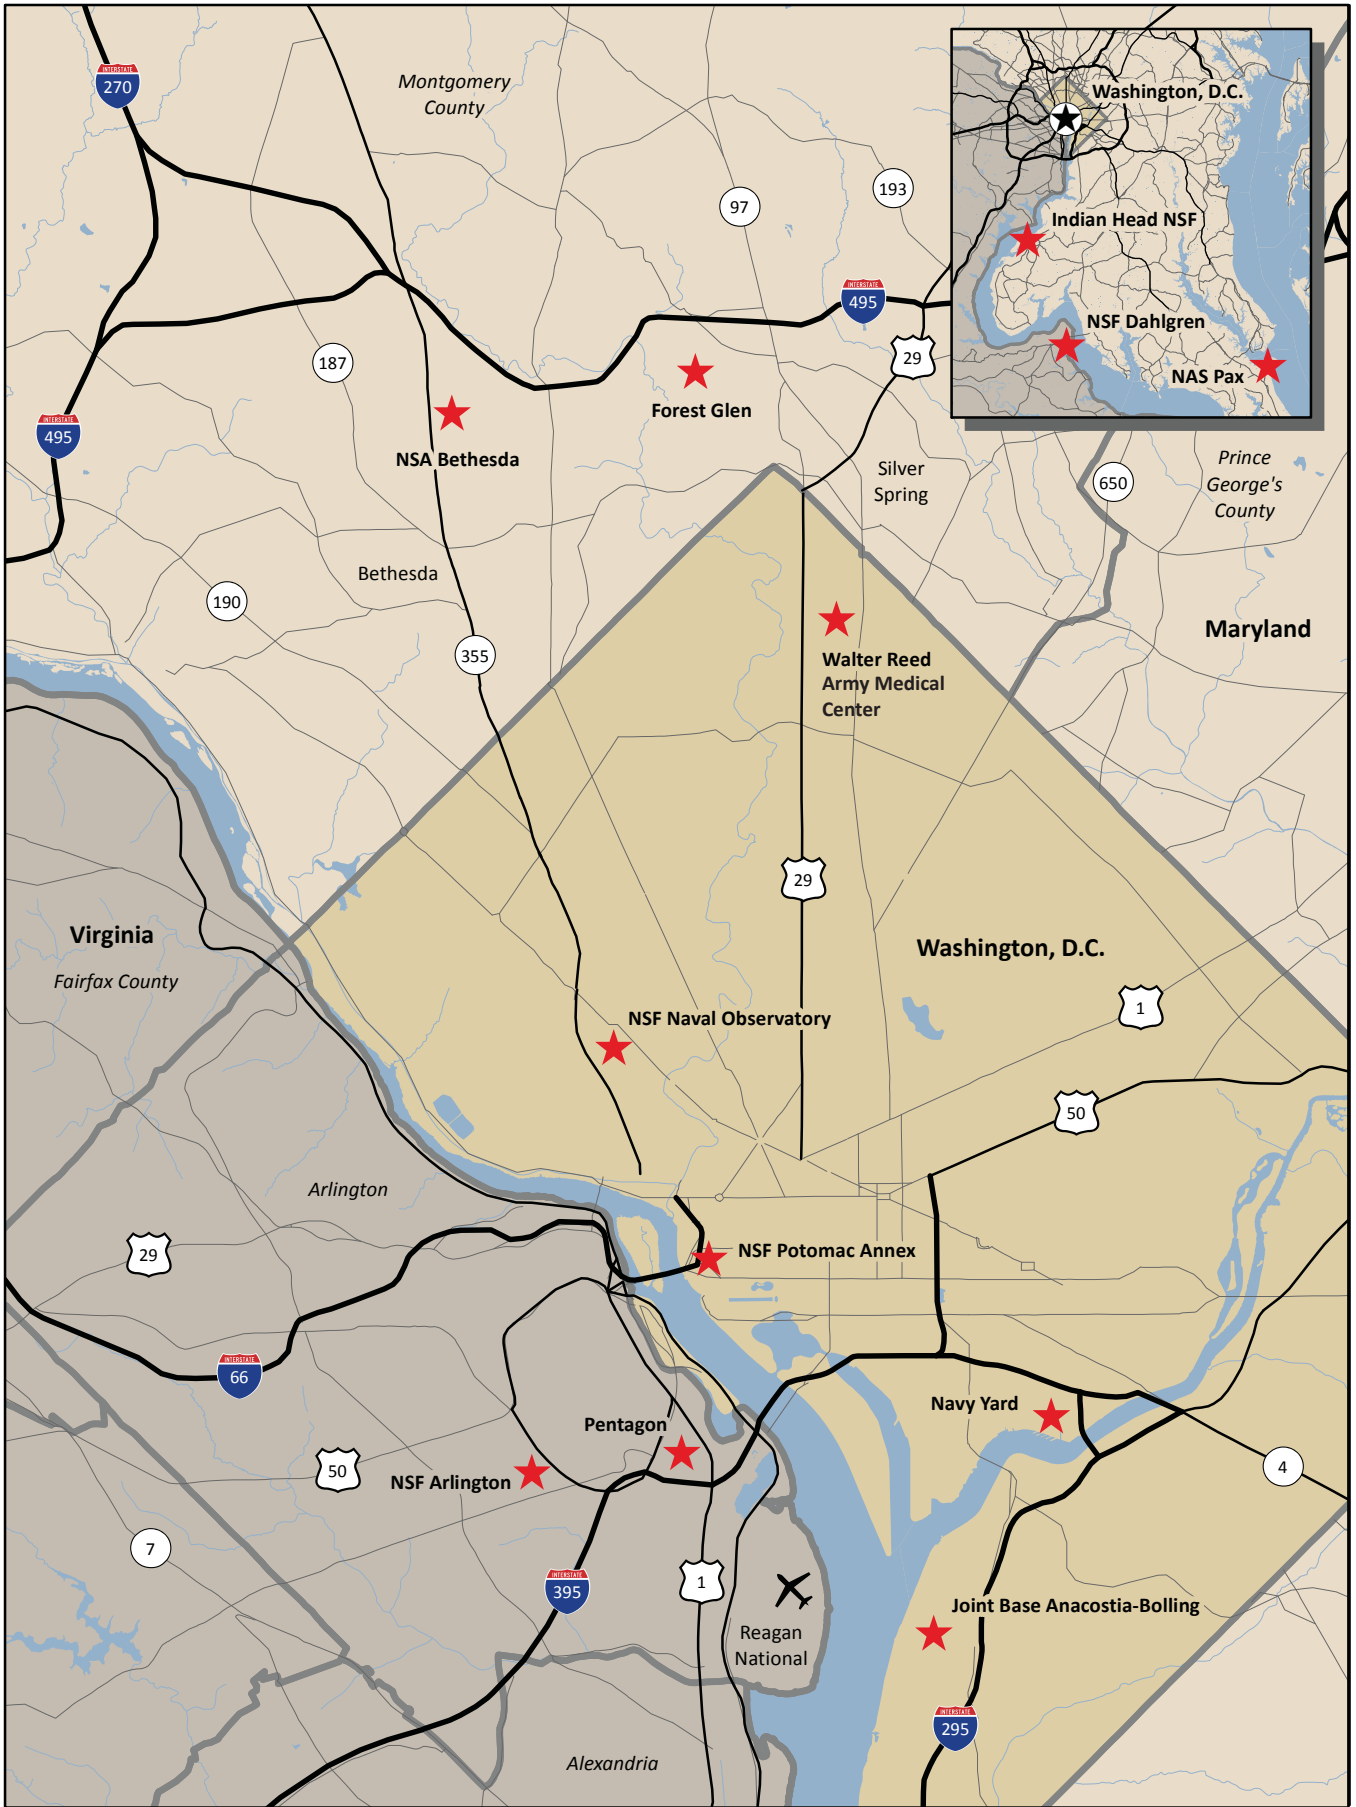 INTERSTATE
270
Montgomery
County
97
193
Washington, D.C.
Indian Head NSF
NSF Dahlgren
NAS Pax
INTERSTATE
495
29
187
Forest Glen
INTERSTATE
495
NSA Bethesda
Silver
Spring
650
Prince
George's
County
Bethesda
190
355
Maryland
Walter Reed
Army Medical
Center
29
Virginia
Fairfax County
Washington, D.C.
1
NSF Naval Observatory
50
Arlington
29
NSF Potomac Annex
INTERSTATE
66
Navy Yard
Pentagon
50
NSF Arlington
4
7
INTERSTATE
395
1
Joint Base Anacostia-Bolling
Reagan
National
INTERSTATE
295
Alexandria